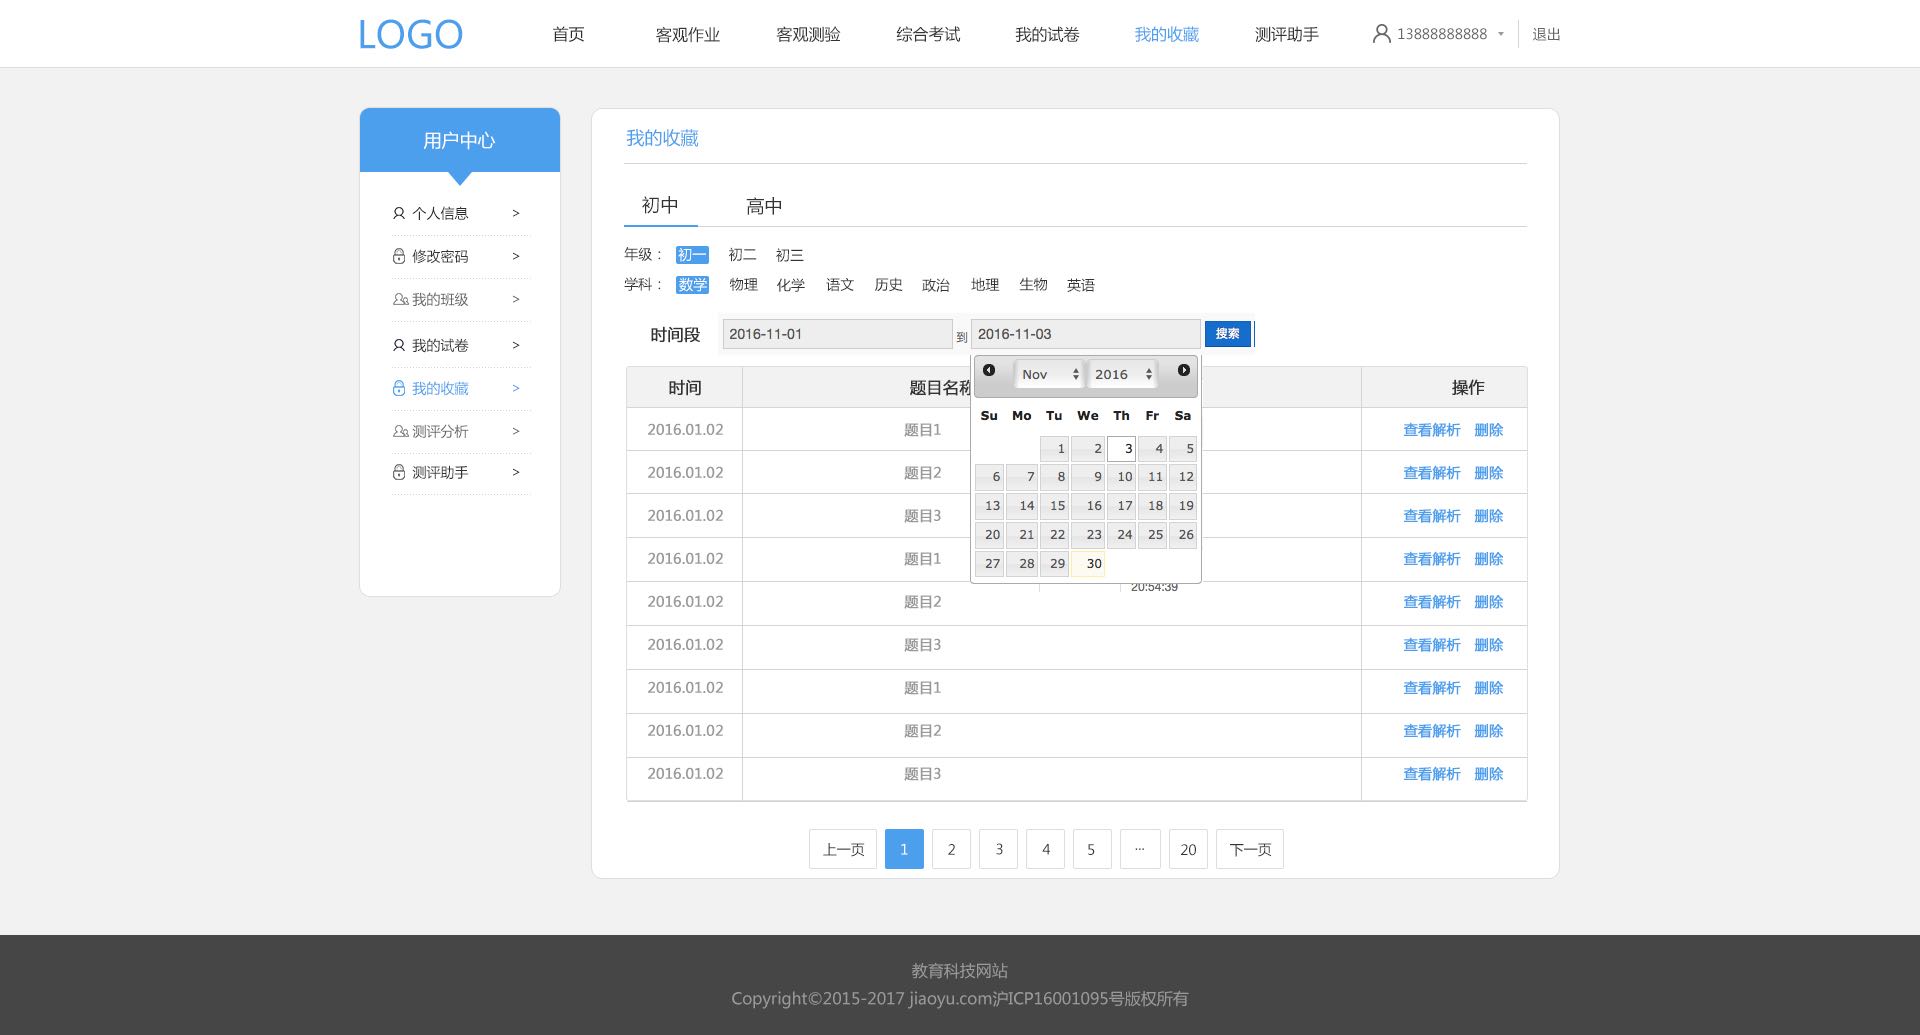 LOGO 首页 客观作业 客观测验 综合考试 我的试卷 我的收藏 测评助手 13888888888 退出
用户中心
个人信息 >
修改密码 >
我的班级 >
我的试卷 >
我的收藏 >
测评分析 >
测评助手 >
我的收藏
初中 高中
年级： 初一 初二 初三
学科： 数学 物理 化学 语文 历史 政治 地理 生物 英语
时间段 2016-11-01 到 2016-11-03 搜索
Nov 2016
Su Mo Tu We Th Fr Sa
1 2 3 4 5
6 7 8 9 10 11 12
13 14 15 16 17 18 19
20 21 22 23 24 25 26
27 28 29 30
20:54:39
时间 题目名称 操作
2016.01.02 题目1 查看解析 删除
2016.01.02 题目2 查看解析 删除
2016.01.02 题目3 查看解析 删除
2016.01.02 题目1 查看解析 删除
2016.01.02 题目2 查看解析 删除
2016.01.02 题目3 查看解析 删除
2016.01.02 题目1 查看解析 删除
2016.01.02 题目2 查看解析 删除
2016.01.02 题目3 查看解析 删除
上一页 1 2 3 4 5 ... 20 下一页
教育科技网站
Copyright©2015-2017 jiaoyu.com沪ICP16001095号版权所有